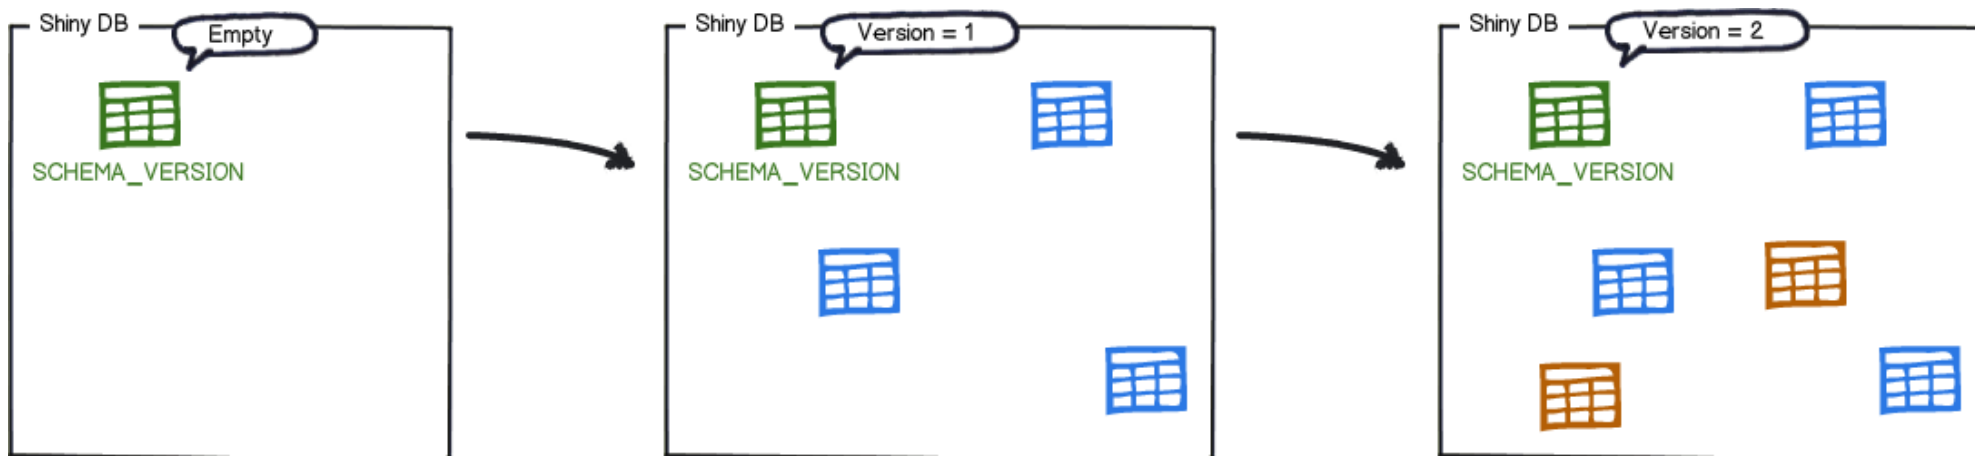 Shiny DB
Empty
SCHEMA_VERSION
Shiny DB
Version = 1
SCHEMA_VERSION
Shiny DB
Version = 2
SCHEMA_VERSION